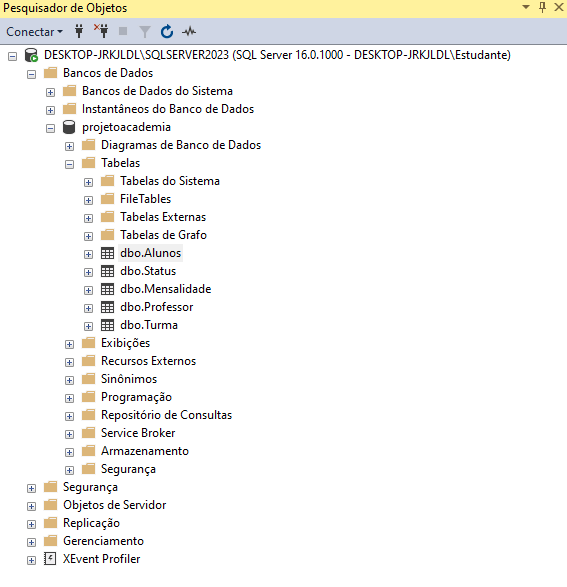 Pesquisador de Objetos
Conectar
DESKTOP-JRKJLDL\SQLSERVER2023 (SQL Server 16.0.1000 - DESKTOP-JRKJLDL\Estudante)
Bancos de Dados
Bancos de Dados do Sistema
Instantâneos do Banco de Dados
projetoacademia
Diagramas de Banco de Dados
Tabelas
Tabelas do Sistema
FileTables
Tabelas Externas
Tabelas de Grafo
dbo.Alunos
dbo.Status
dbo.Mensalidade
dbo.Professor
dbo.Turma
Exibições
Recursos Externos
Sinônimos
Programação
Repositório de Consultas
Service Broker
Armazenamento
Segurança
Segurança
Objetos de Servidor
Replicação
Gerenciamento
XEvent Profiler